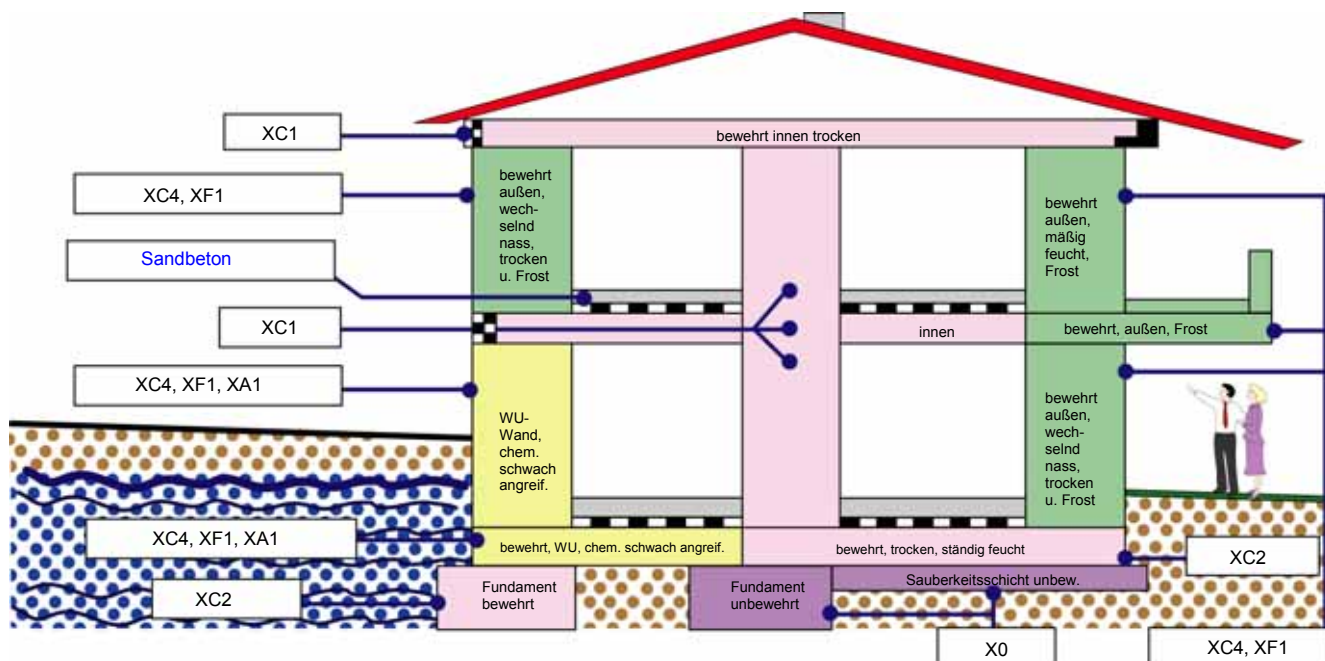 XC1
bewehrt innen trocken
XC4, XF1
bewehrt
außen,
wech-
selnd
nass,
trocken
u. Frost
bewehrt
außen,
mäßig
feucht,
Frost
Sandbeton
XC1
innen
bewehrt, außen, Frost
XC4, XF1, XA1
WU-
Wand,
chem.
schwach
angreif.
bewehrt
außen,
wech-
selnd
nass,
trocken
u. Frost
XC4, XF1, XA1
bewehrt, WU, chem. schwach angreif.
bewehrt, trocken, ständig feucht
XC2
XC2
Fundament
bewehrt
Fundament
unbewehrt
Sauberkeitsschicht unbew.
X0
XC4, XF1